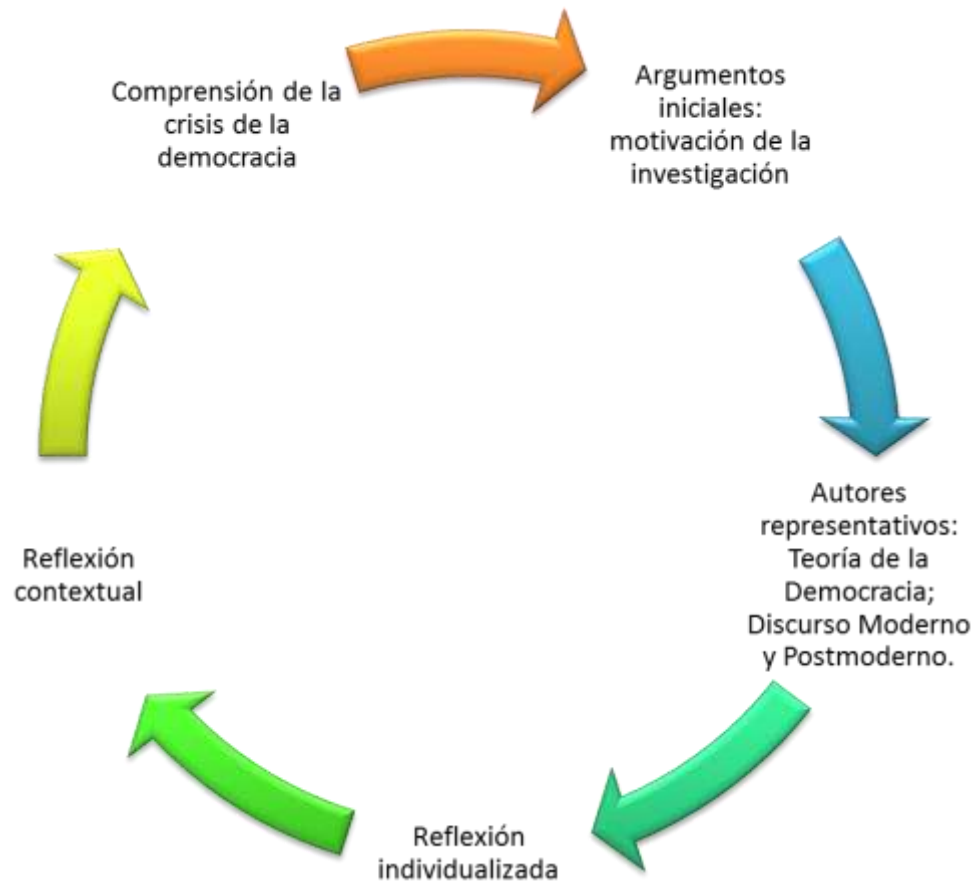 Comprensión de la
crisis de la
democracia
Argumentos
iniciales:
motivación de la
investigación
Autores
representativos:
Teoría de la
Democracia;
Discurso Moderno
y Postmoderno.
Reflexión
individualizada
Reflexión
contextual